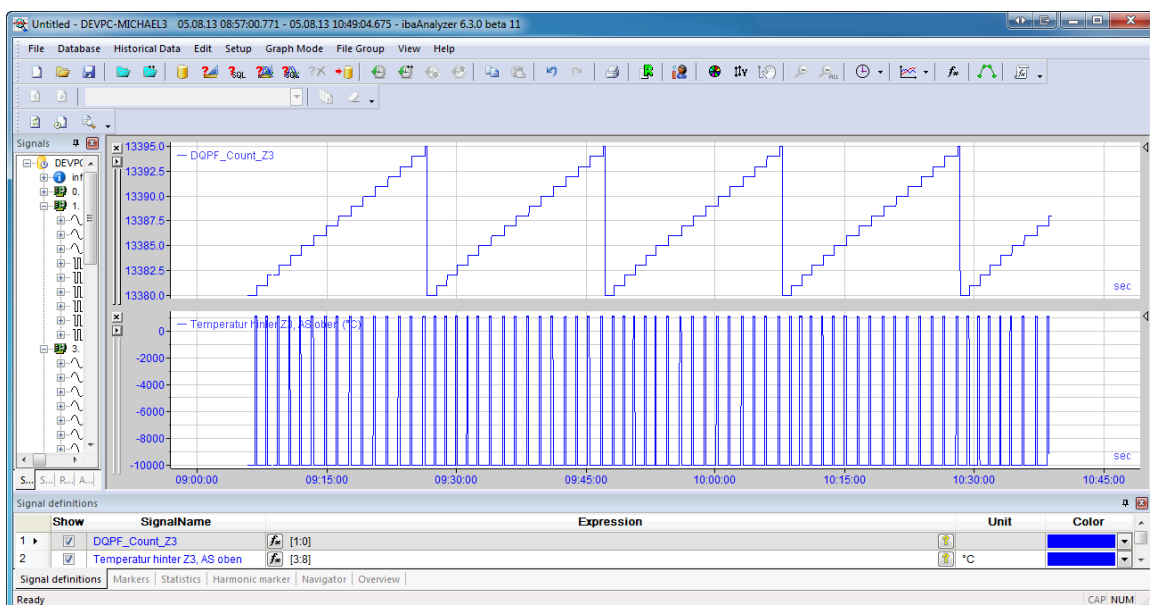 Untitled - DEVPC-MICHAEL3 05.08.13 08:57:00.771 - 05.08.13 10:49:04.675 - ibaAnalyzer 6.3.0 beta 11
File Database Historical Data Edit Setup Graph Mode File Group View Help
Signals
DEVPC
inf
0.
1.
3.
S... S... R... A...
13395.0
13392.5
13390.0
13387.5
13385.0
13382.5
13380.0
DQPF_Count_Z3
sec
0
-2000
-4000
-6000
-8000
-10000
Temperatur hinter Z3, AS oben (°C)
sec
09:00:00 09:15:00 09:30:00 09:45:00 10:00:00 10:15:00 10:30:00 10:45:00
Signal definitions
Show SignalName Expression Unit Color
1 DQPF_Count_Z3 fx [1:0]
2 Temperatur hinter Z3, AS oben fx [3:8] °C
Signal definitions Markers Statistics Harmonic marker Navigator Overview
Ready CAP NUM